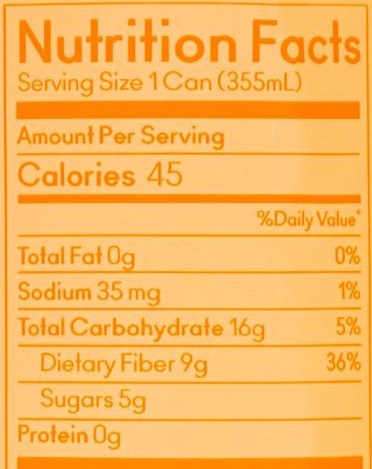 Nutrition Facts
Serving Size 1 Can (355mL)
Amount Per Serving
Calories 45
%Daily Value*
Total Fat 0g 0%
Sodium 35 mg 1%
Total Carbohydrate 16g 5%
Dietary Fiber 9g 36%
Sugars 5g
Protein 0g